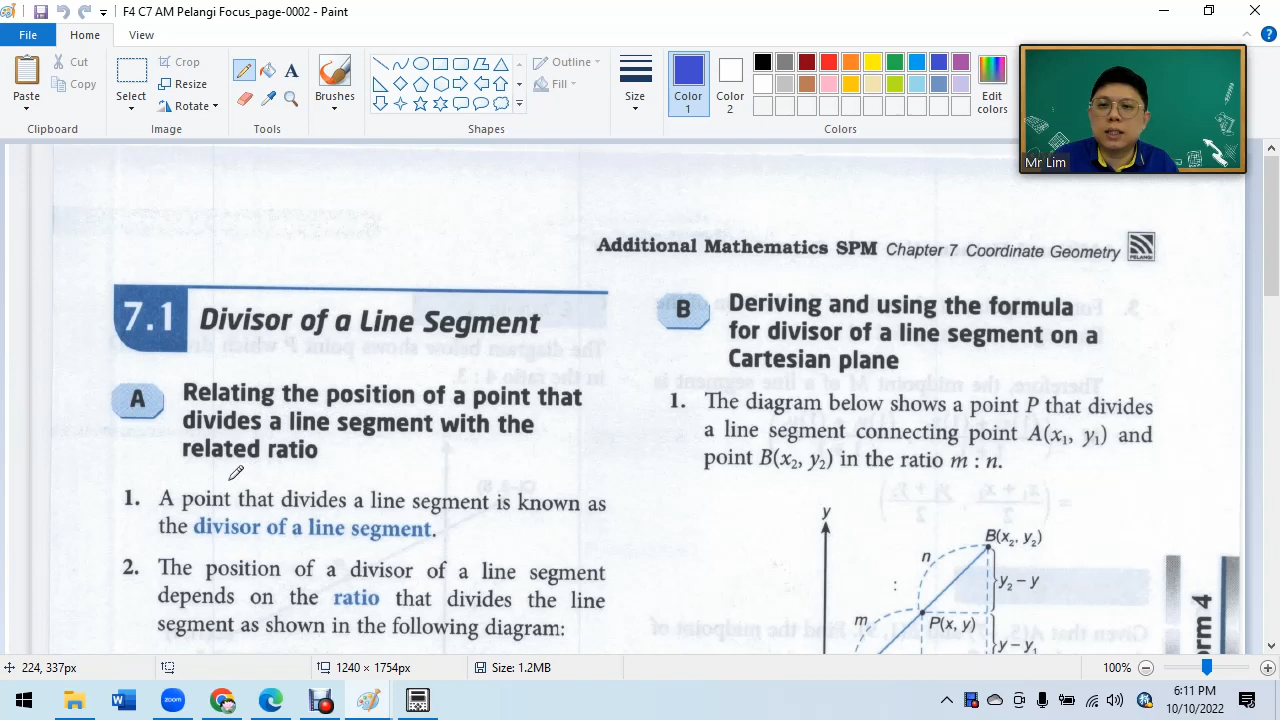 F4 C7 AM Pelangi Focus_page-0002 - Paint
File
Home
View
Paste
Cut
Copy
Clipboard
Select
Crop
Resize
Rotate
Image
A
Tools
Brushes
Outline
Fill
Shapes
Size
Color 1
Color 2
Edit colors
Colors
Mr Lim
Additional Mathematics SPM Chapter 7 Coordinate Geometry
PELANGI
7.1 Divisor of a Line Segment
A Relating the position of a point that
divides a line segment with the
related ratio
1. A point that divides a line segment is known as
the divisor of a line segment.
2. The position of a divisor of a line segment
depends on the ratio that divides the line
segment as shown in the following diagram:
B Deriving and using the formula
for divisor of a line segment on a
Cartesian plane
1. The diagram below shows a point P that divides
a line segment connecting point A(x₁, y₁) and
point B(x₂, y₂) in the ratio m : n.
y
B(x₂, y₂)
n
:
y₂ – y
m
P(x, y)
y – y₁
orm 4
224, 337px
1240 × 1754px
Size: 1.2MB
100%
zoom
6:11 PM
10/10/2022